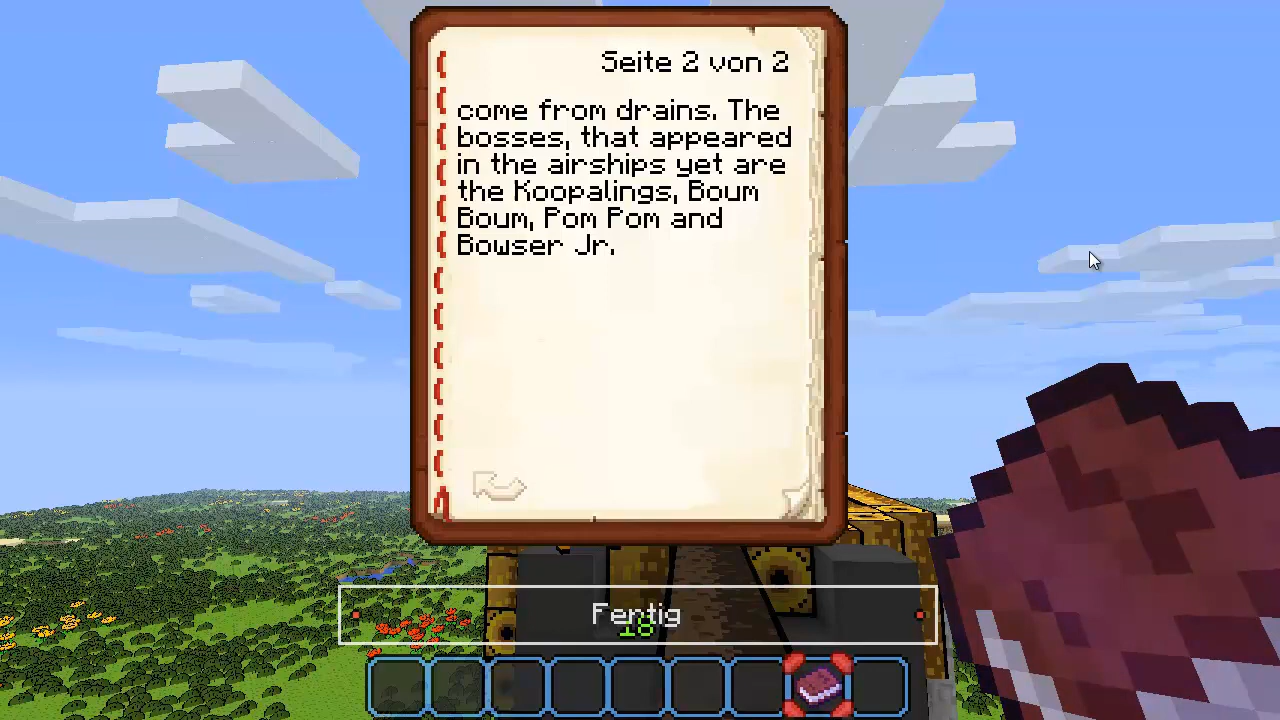 Seite 2 von 2
come from drains. The
bosses, that appeared
in the airships yet are
the Koopalings, Boum
Boum, Pom Pom and
Bowser Jr.
Fertig
18